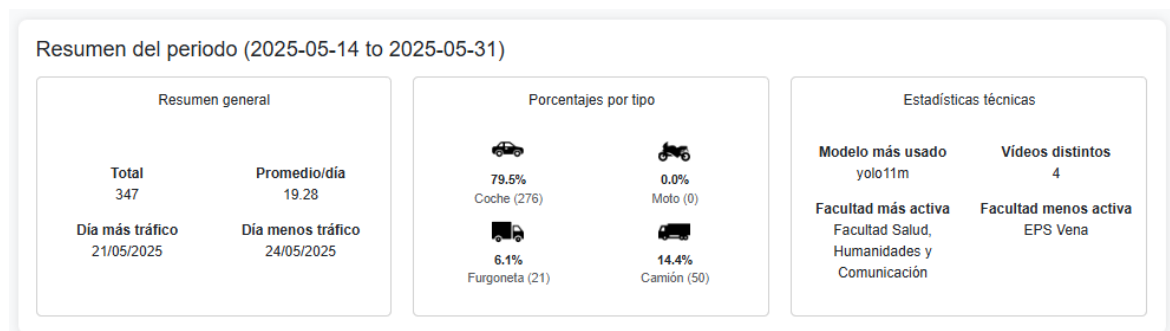 Resumen del periodo (2025-05-14 to 2025-05-31)
Resumen general
Total
347
Promedio/día
19.28
Día más tráfico
21/05/2025
Día menos tráfico
24/05/2025
Porcentajes por tipo
79.5%
Coche (276)
0.0%
Moto (0)
6.1%
Furgoneta (21)
14.4%
Camión (50)
Estadísticas técnicas
Modelo más usado
yolo11m
Vídeos distintos
4
Facultad más activa
Facultad Salud,
Humanidades y
Comunicación
Facultad menos activa
EPS Vena